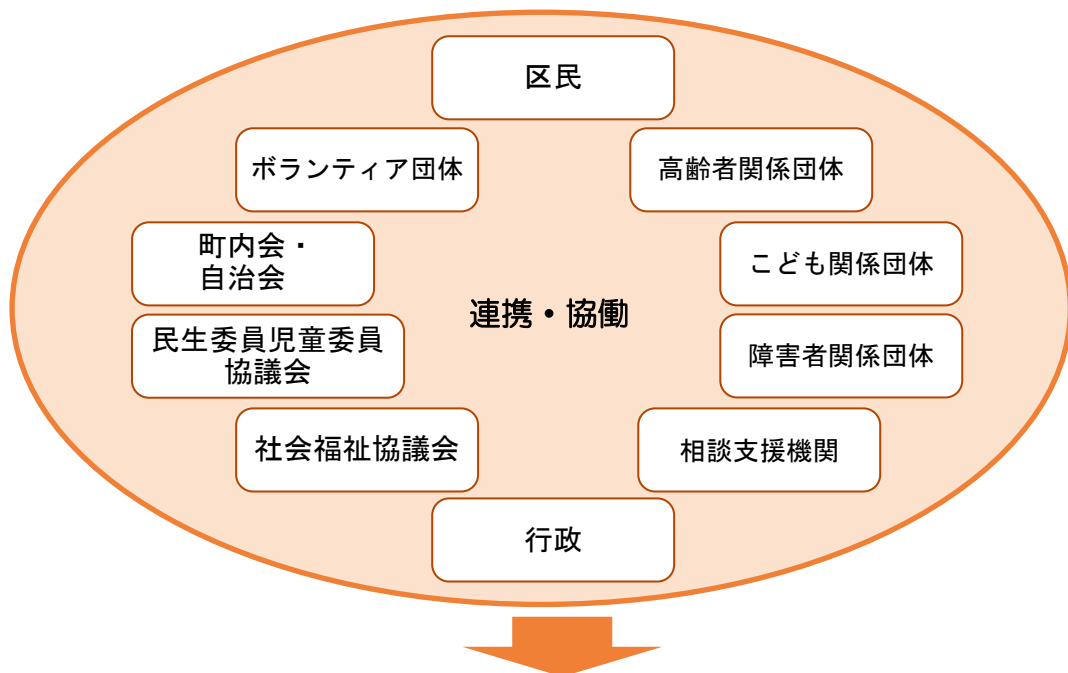 区民
ボランティア団体
高齢者関係団体
町内会・
自治会
こども関係団体
連携・協働
民生委員児童委員
協議会
障害者関係団体
社会福祉協議会
相談支援機関
行政